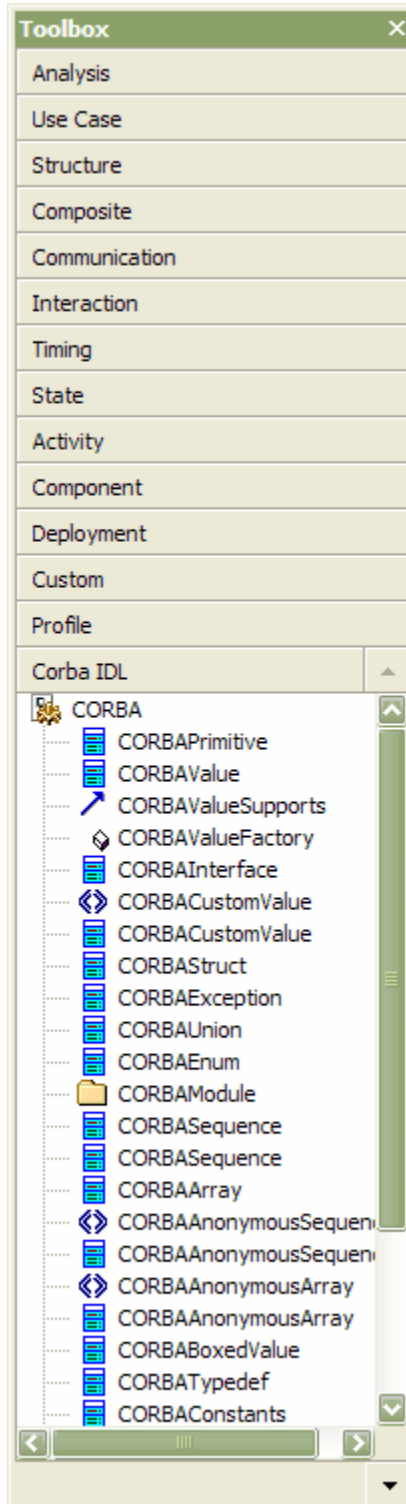 Toolbox
Analysis
Use Case
Structure
Composite
Communication
Interaction
Timing
State
Activity
Component
Deployment
Custom
Profile
Corba IDL
CORBA
CORBAPrimitive
CORBAValue
CORBAValueSupports
CORBAValueFactory
CORBAInterface
CORBACustomValue
CORBACustomValue
CORBAStruct
CORBAException
CORBAUnion
CORBAEnum
CORBAModule
CORBASequence
CORBASequence
CORBAArray
CORBAAnonymousSequen
CORBAAnonymousSequen
CORBAAnonymousArray
CORBAAnonymousArray
CORBABoxedValue
CORBATypedef
CORBAConstants